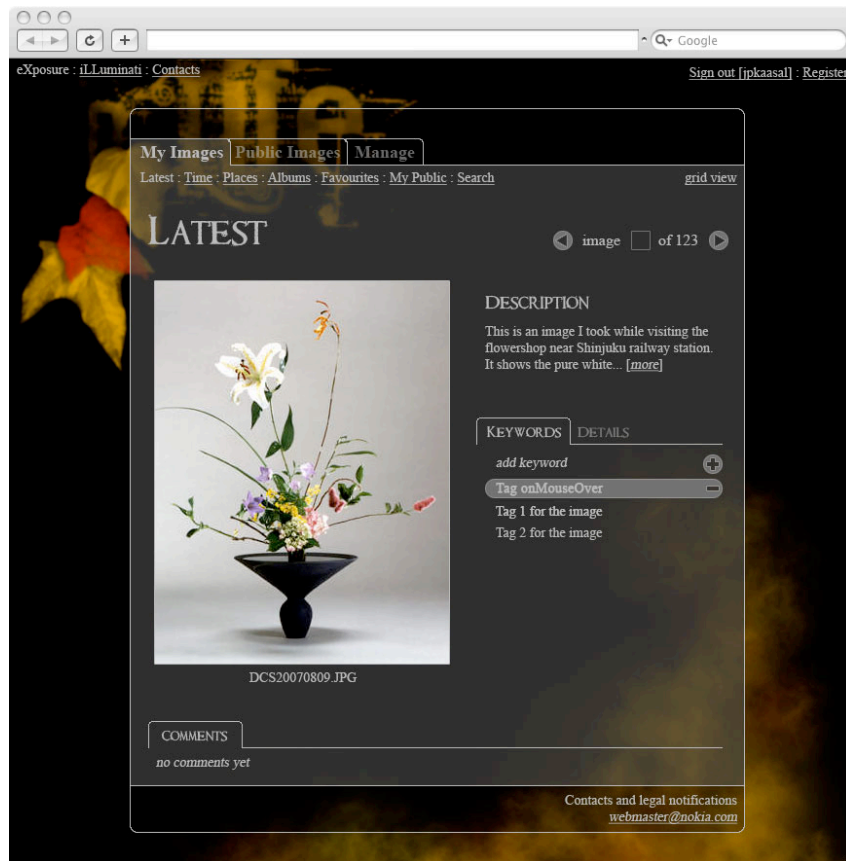 Google
eXposure : iLLuminati : Contacts
Sign out [jpkaasal] : Register
My Images Public Images Manage
Latest : Time : Places : Albums : Favourites : My Public : Search
grid view
LATEST
image of 123
DESCRIPTION
This is an image I took while visiting the
flowershop near Shinjuku railway station.
It shows the pure white... [more]
KEYWORDS DETAILS
add keyword
Tag onMouseOver
Tag 1 for the image
Tag 2 for the image
DCS20070809.JPG
COMMENTS
no comments yet
Contacts and legal notifications
webmaster@nokia.com